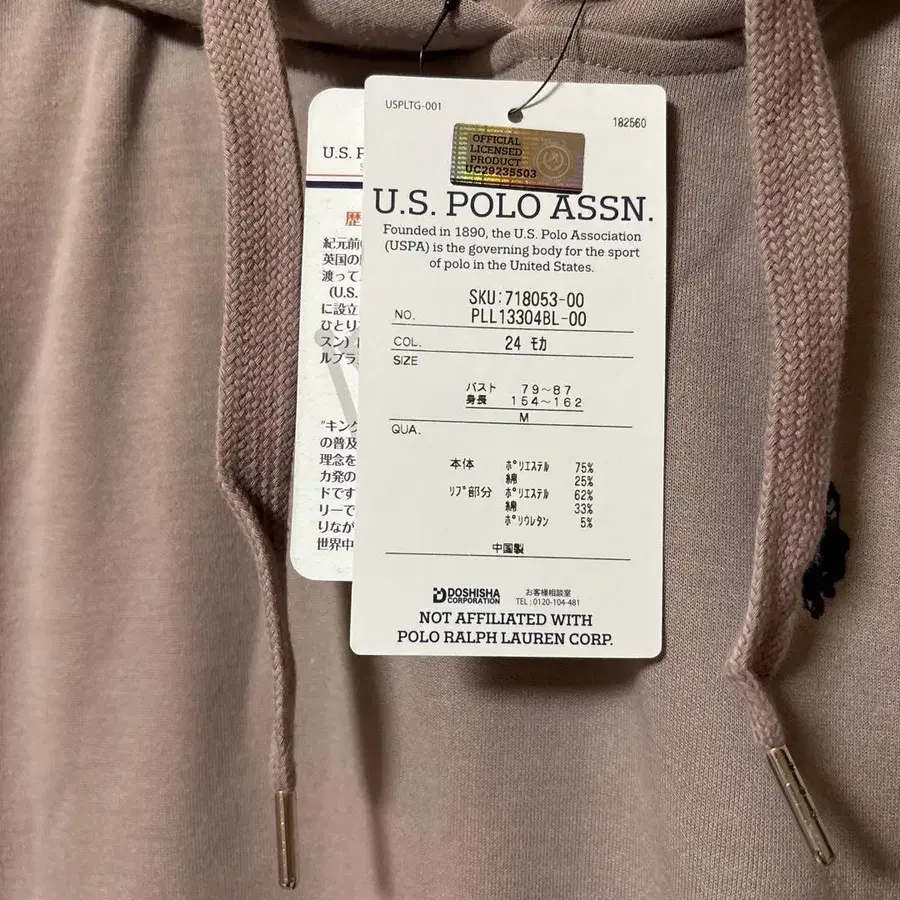 USPLTG-001
182560
OFFICIAL
LICENSED
PRODUCT
UC29235503
U.S. POLO ASSN.
Founded in 1890, the U.S. Polo Association
(USPA) is the governing body for the sport
of polo in the United States.
SKU:718053-00
NO. PLL13304BL-00
COL. 24 モカ
SIZE
バスト 79～87
身長 154～162
M
QUA.
本体 ﾎﾟﾘｴｽﾃﾙ 75%
綿 25%
ﾘﾌﾞ部分 ﾎﾟﾘｴｽﾃﾙ 62%
綿 33%
ﾎﾟﾘｳﾚﾀﾝ 5%
中国製
DOSHISHA
CORPORATION
お客様相談室
TEL:0120-104-481
NOT AFFILIATED WITH
POLO RALPH LAUREN CORP.
U.S.
歴
紀元前
英国の
渡って
(U.S.
に設立
ひとり
スン)
ルブラ
"キング
の普及
理念を
カ発の
ドです
リーで
りなが
世界中